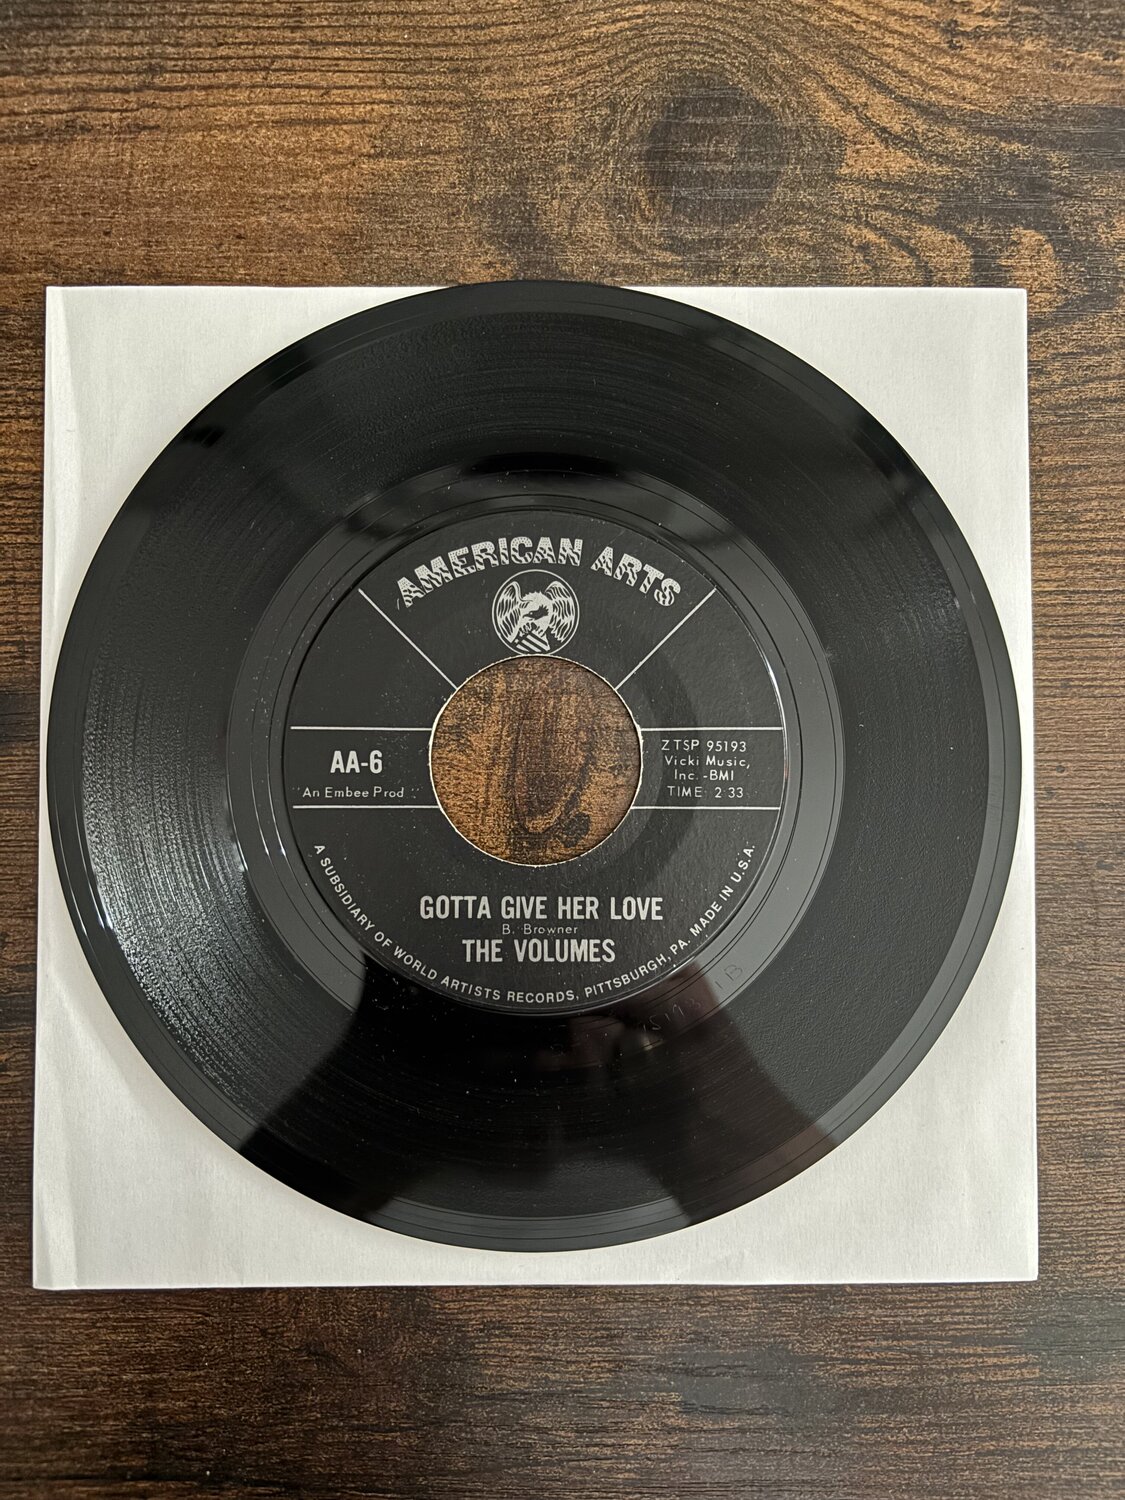 AMERICAN ARTS
AA-6
"An Embee Prod."
ZTSP 95193
Vicki Music,
Inc.-BMI
TIME: 2:33
GOTTA GIVE HER LOVE
B. Browner
THE VOLUMES
A SUBSIDIARY OF WORLD ARTISTS RECORDS, PITTSBURGH, PA. MADE IN U.S.A.